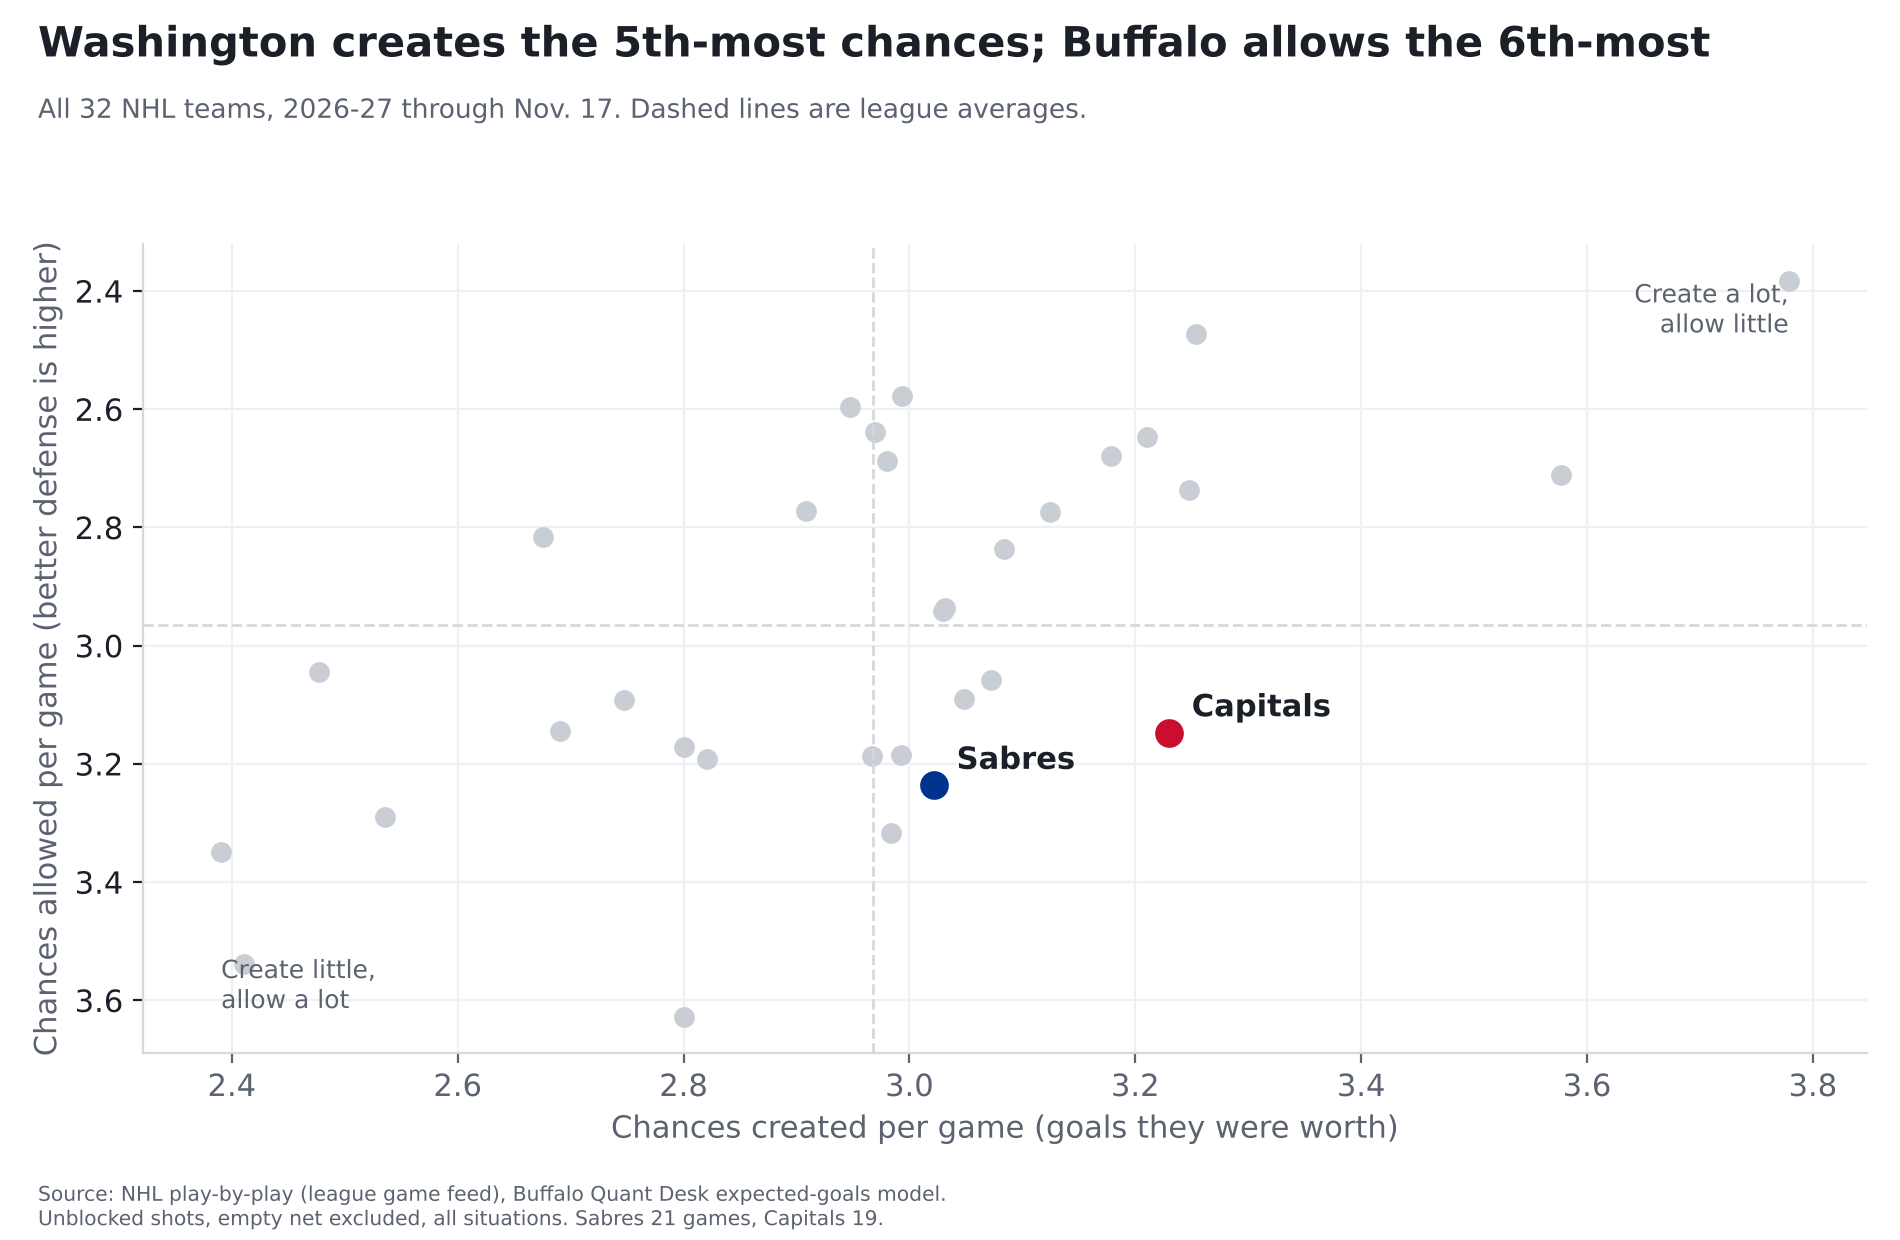 Washington creates the 5th-most chances; Buffalo allows the 6th-most
All 32 NHL teams, 2026-27 through Nov. 17. Dashed lines are league averages.
Chances allowed per game (better defense is higher)
2.4
2.6
2.8
3.0
3.2
3.4
3.6
Create a lot,
allow little
Capitals
Sabres
Create little,
allow a lot
2.4 2.6 2.8 3.0 3.2 3.4 3.6 3.8
Chances created per game (goals they were worth)
Source: NHL play-by-play (league game feed), Buffalo Quant Desk expected-goals model.
Unblocked shots, empty net excluded, all situations. Sabres 21 games, Capitals 19.